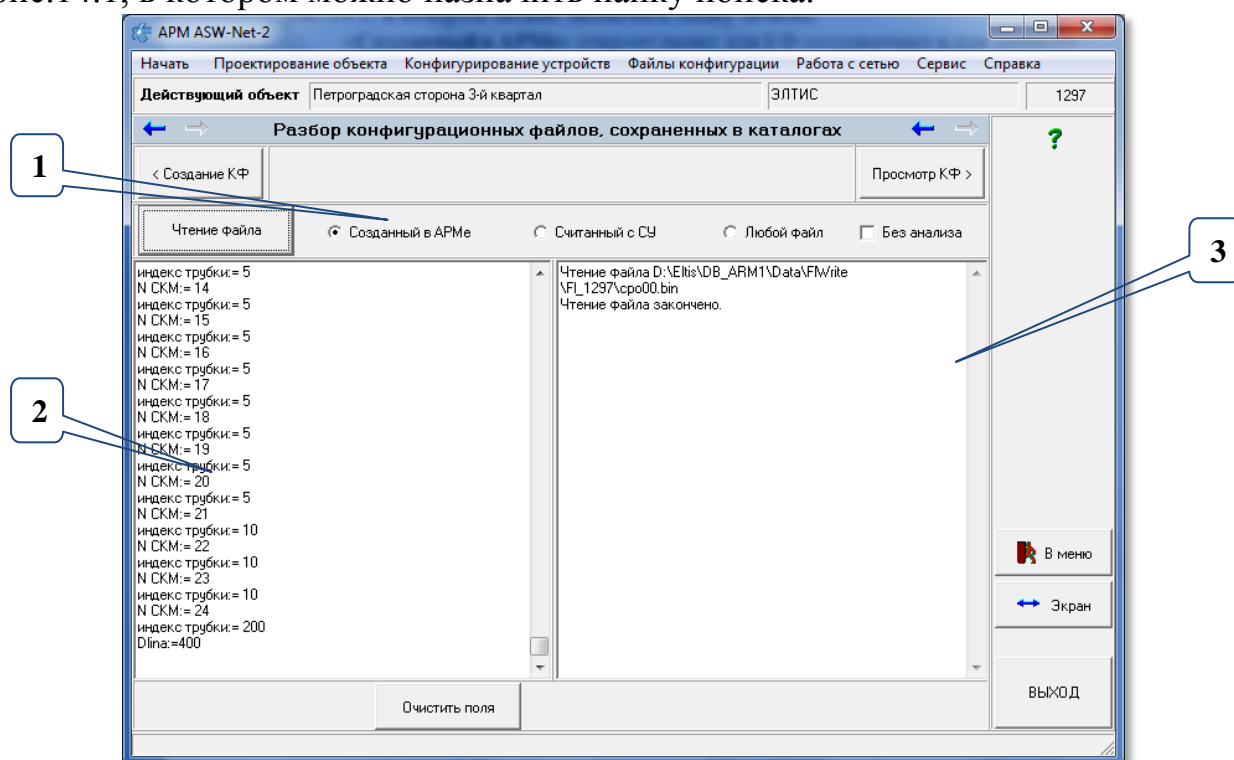 рис.14.1, в котором можно назначить папку поиска.
АРМ ASW-Net-2
Начать Проектирование объекта Конфигурирование устройств Файлы конфигурации Работа с сетью Сервис Справка
Действующий объект Петроградская сторона 3-й квартал ЭЛТИС 1297
Разбор конфигурационных файлов, сохраненных в каталогах
?
1
< Создание КФ
Просмотр КФ >
Чтение файла Созданный в АРМе Считанный с СУ Любой файл Без анализа
3
индекс трубки:= 5
N СКМ:= 14
индекс трубки:= 5
N СКМ:= 15
индекс трубки:= 5
N СКМ:= 16
индекс трубки:= 5
N СКМ:= 17
индекс трубки:= 5
N СКМ:= 18
индекс трубки:= 5
N СКМ:= 19
индекс трубки:= 5
N СКМ:= 20
индекс трубки:= 5
N СКМ:= 21
индекс трубки:= 10
N СКМ:= 22
индекс трубки:= 10
N СКМ:= 23
индекс трубки:= 10
N СКМ:= 24
индекс трубки:= 200
Dlina:=400
2
Чтение файла D:\Eltis\DB_ARM1\Data\FlWrite
\Fl_1297\cpo00.bin
Чтение файла закончено.
В меню
Экран
ВЫХОД
Очистить поля